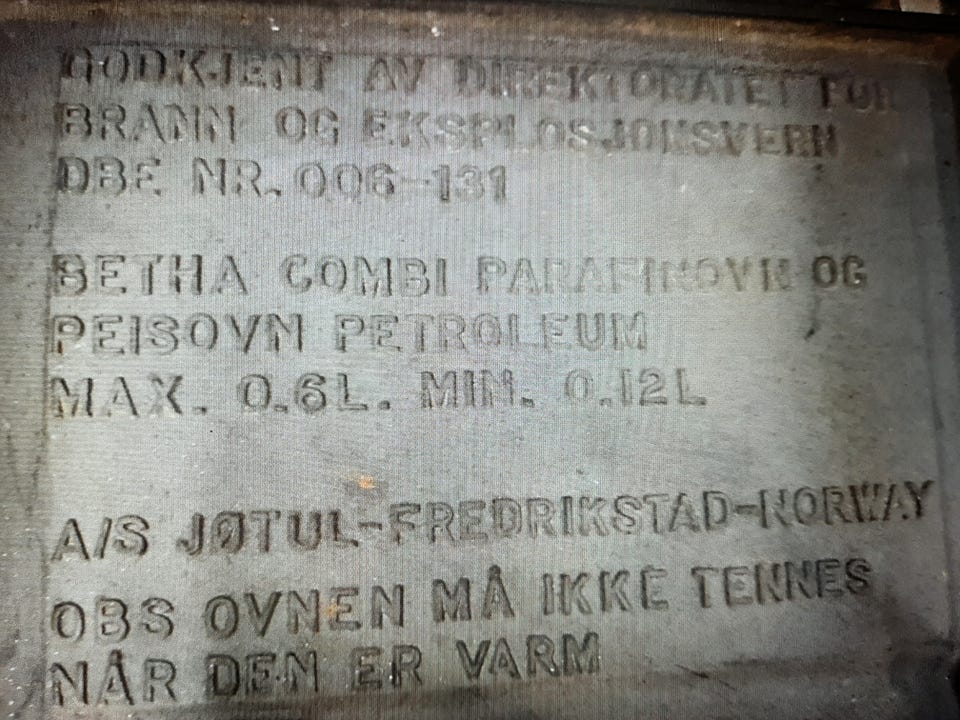 GODKJENT AV DIREKTORATET FOR
BRANN OG EKSPLOSJONSVERN
DBE NR. 006-131
BETHA COMBI PARAFINOVN OG
PEISOVN PETROLEUM
MAX. 0.6L. MIN. 0.12L
A/S JØTUL-FREDRIKSTAD-NORWAY
OBS OVNEN MÅ IKKE TENNES
NÅR DEN ER VARM